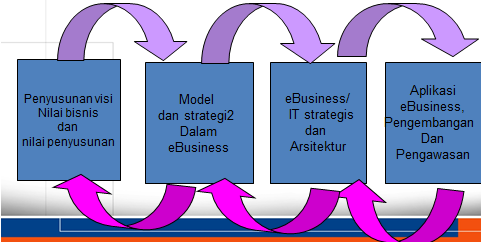 Penyusunan visi
Nilai bisnis
dan
nilai penyusunan
Model
dan strategi2
Dalam
eBusiness
eBusiness/
IT strategis
dan
Arsitektur
Aplikasi
eBusiness,
Pengembangan
Dan
Pengawasan